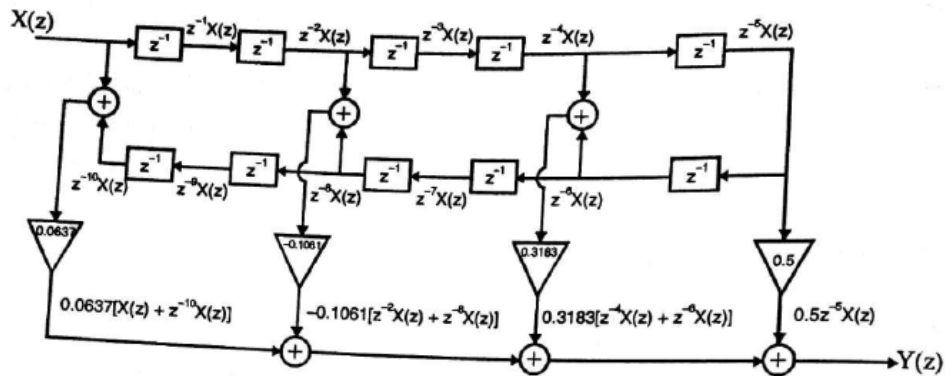 X(z)
z⁻¹
z⁻¹X(z)
z⁻¹
z⁻²X(z)
z⁻¹
z⁻³X(z)
z⁻¹
z⁻⁴X(z)
z⁻¹
z⁻⁵X(z)
+
+
+
z⁻¹⁰X(z)
z⁻¹
z⁻⁹X(z)
z⁻¹
z⁻⁸X(z)
z⁻¹
z⁻⁷X(z)
z⁻¹
z⁻⁶X(z)
z⁻¹
0.0637
-0.1061
0.3183
0.5
0.0637[X(z) + z⁻¹⁰X(z)]
-0.1061[z⁻²X(z) + z⁻⁸X(z)]
0.3183[z⁻⁴X(z) + z⁻⁶X(z)]
0.5z⁻⁵X(z)
+
+
+
Y(z)